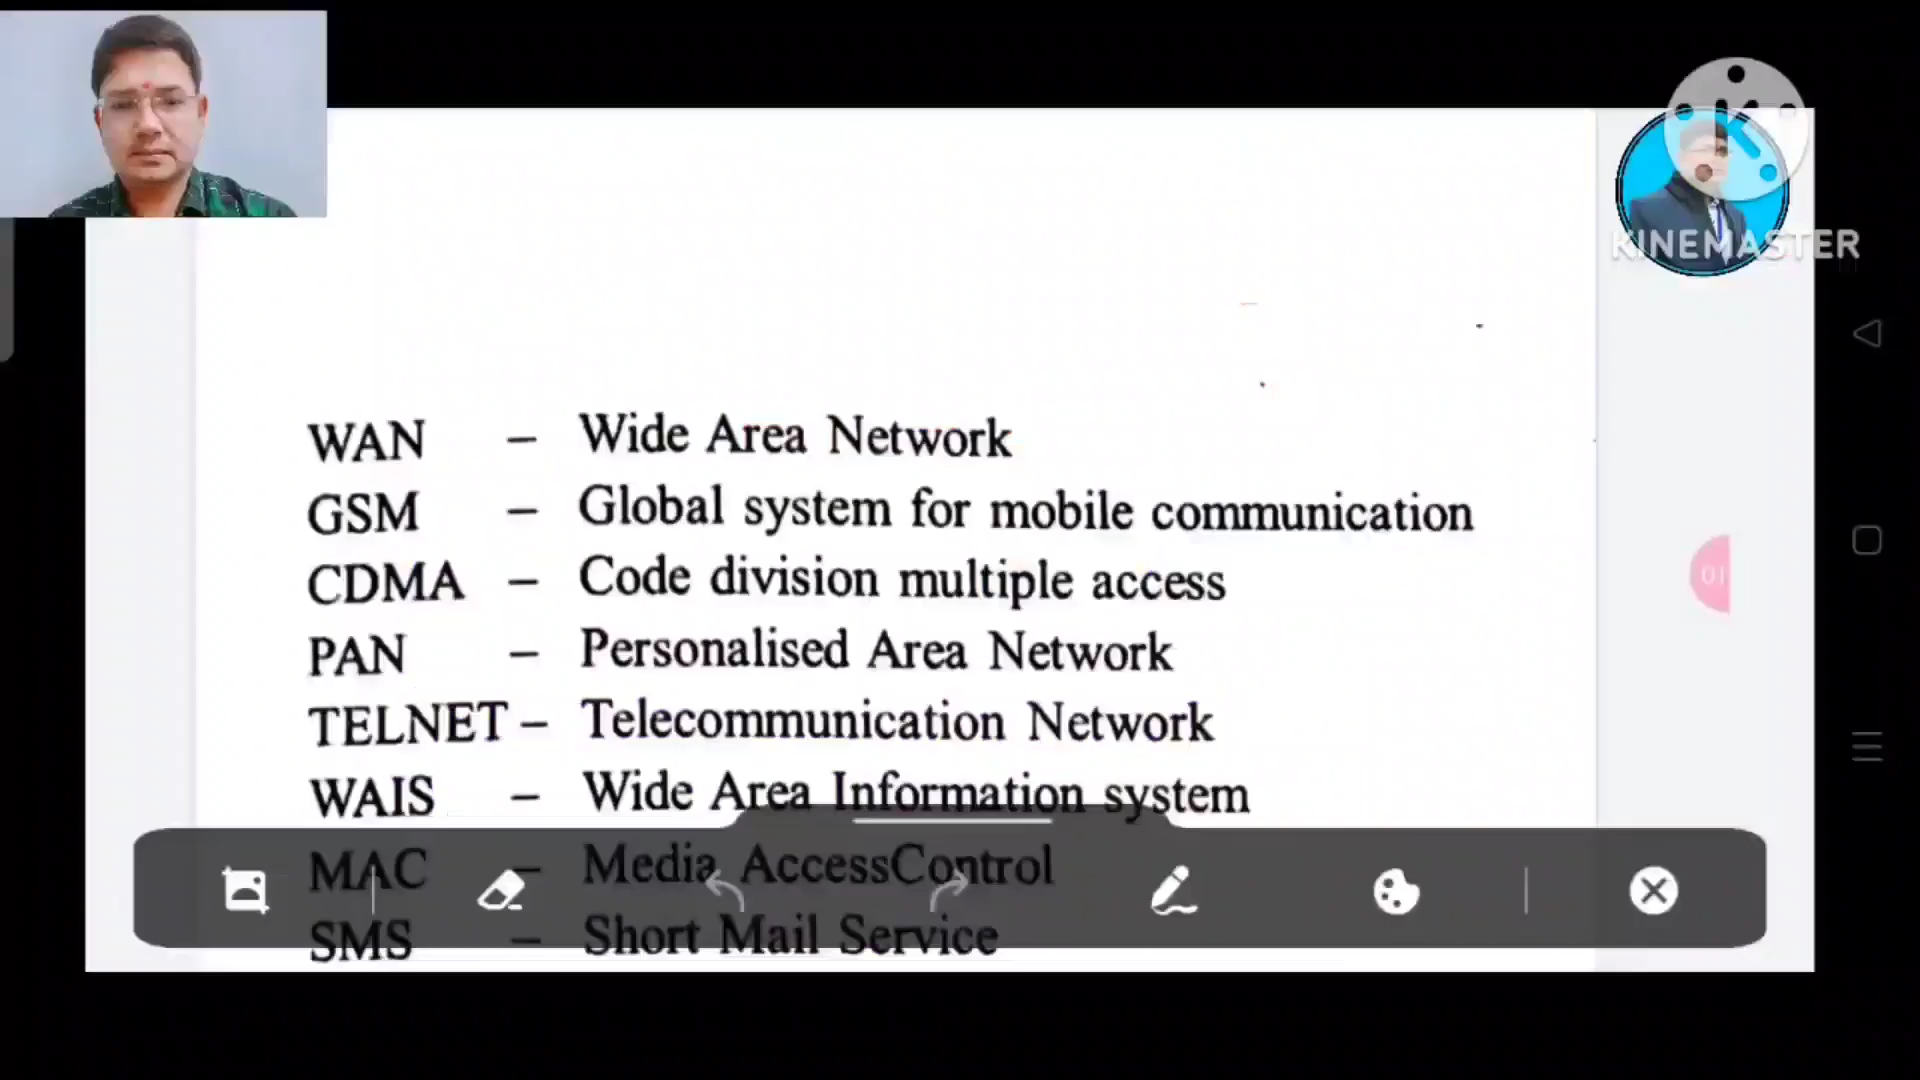 KINEMASTER
WAN – Wide Area Network
GSM – Global system for mobile communication
CDMA – Code division multiple access
01
PAN – Personalised Area Network
TELNET – Telecommunication Network
WAIS – Wide Area Information system
MAC – Media AccessControl
SMS – Short Mail Service